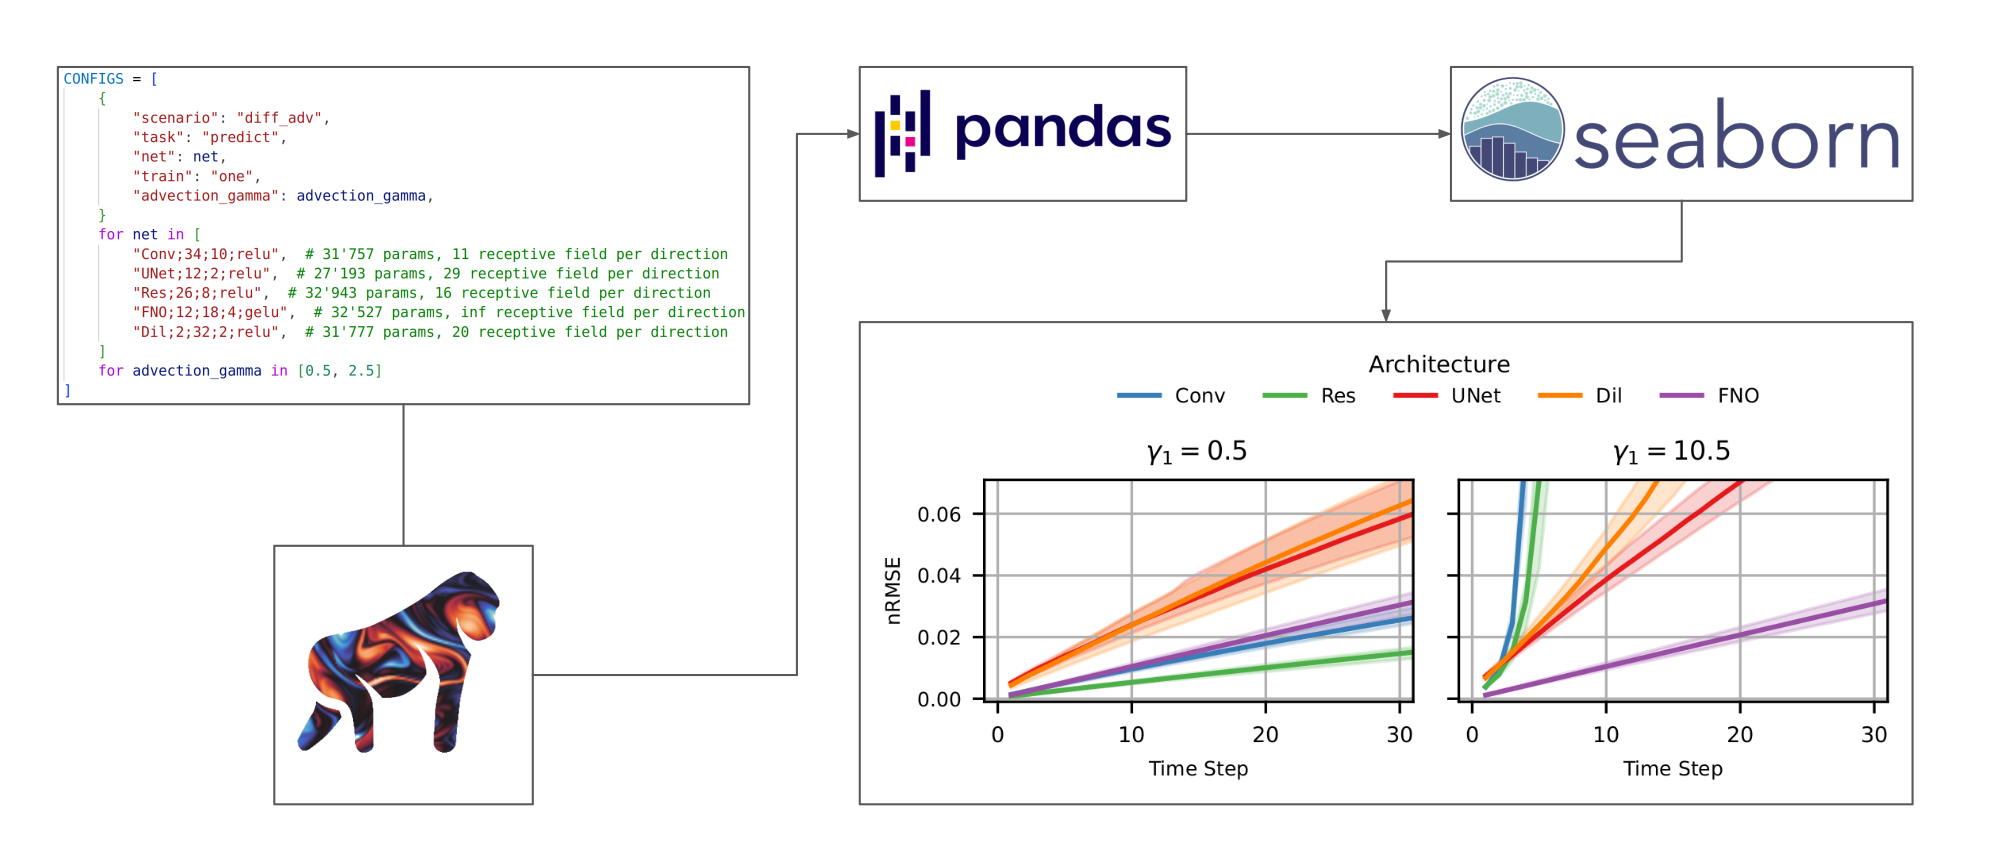 CONFIGS = [
    {
        "scenario": "diff_adv",
        "task": "predict",
        "net": net,
        "train": "one",
        "advection_gamma": advection_gamma,
    }
    for net in [
        "Conv;34;10;relu",  # 31'757 params, 11 receptive field per direction
        "UNet;12;2;relu",  # 27'193 params, 29 receptive field per direction
        "Res;26;8;relu",  # 32'943 params, 16 receptive field per direction
        "FNO;12;18;4;gelu",  # 32'527 params, inf receptive field per direction
        "Dil;2;32;2;relu",  # 31'777 params, 20 receptive field per direction
    ]
    for advection_gamma in [0.5, 2.5]
]
pandas
seaborn
Architecture
Conv Res UNet Dil FNO
γ₁ = 0.5
γ₁ = 10.5
nRMSE
0.06
0.04
0.02
0.00
0 10 20 30
Time Step
0 10 20 30
Time Step